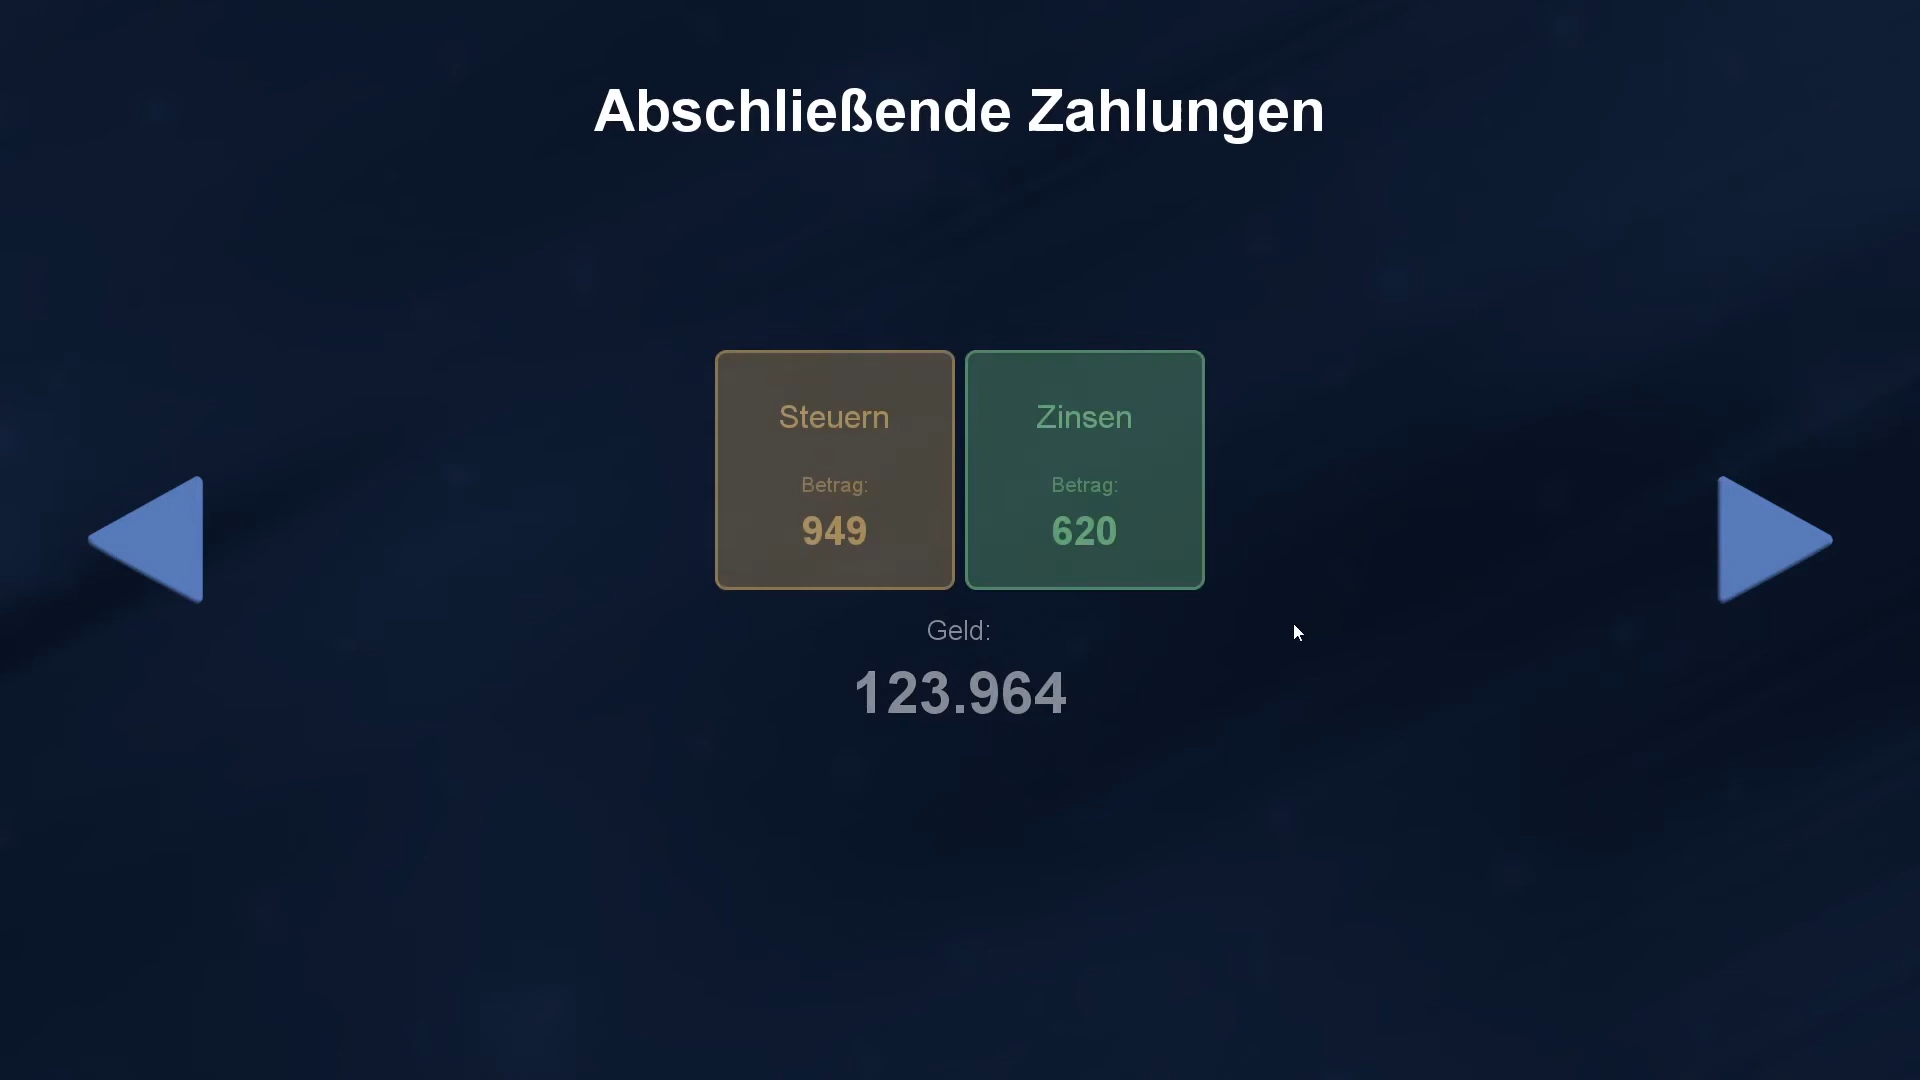 Abschließende Zahlungen
Steuern
Betrag:
949
Zinsen
Betrag:
620
Geld:
123.964